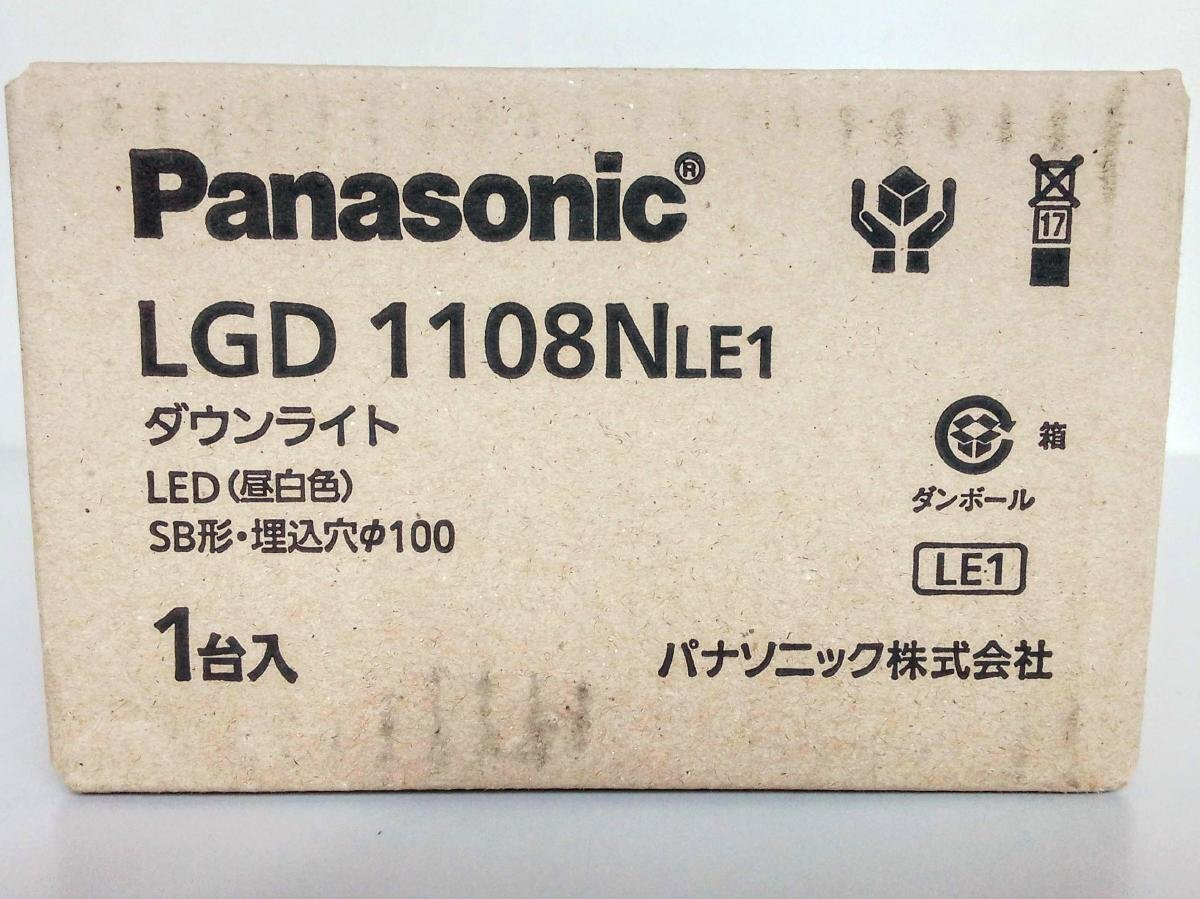 Panasonic®
17
LGD 1108NLE1
ダウンライト
LED(昼白色)
SB形・埋込穴φ100
箱
ダンボール
LE1
1台入
パナソニック株式会社